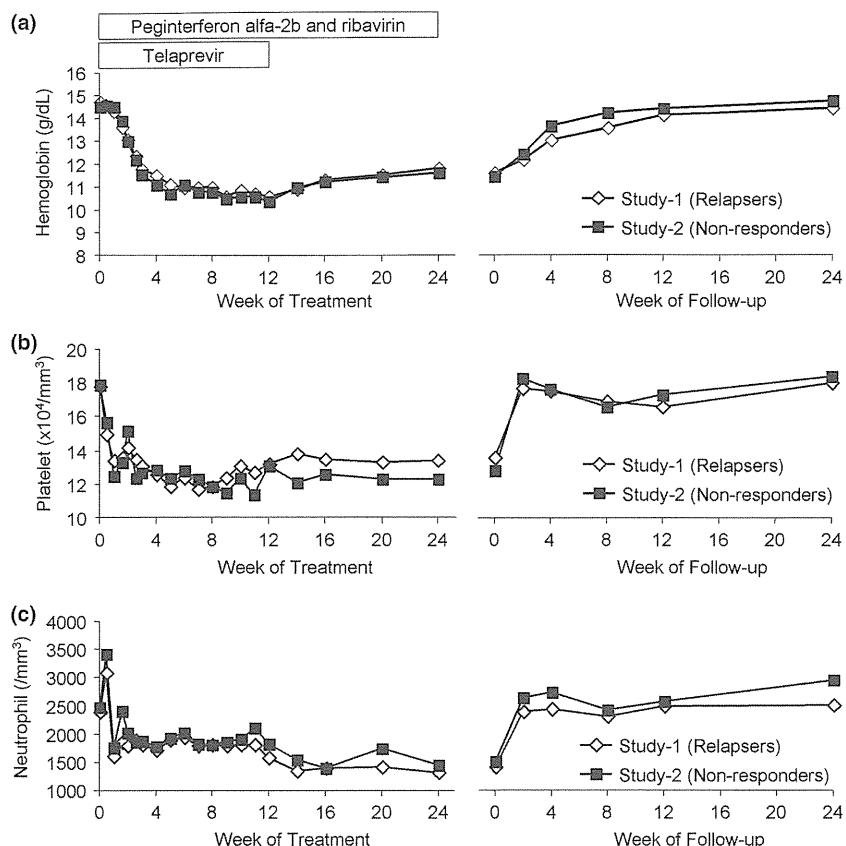 (a)
Peginterferon alfa-2b and ribavirin
Telaprevir
Hemoglobin (g/dL)
16
15
14
13
12
11
10
9
8
0 4 8 12 16 20 24
Week of Treatment
0 4 8 12 16 20 24
Week of Follow-up
Study-1 (Relapsers)
Study-2 (Non-responders)
(b)
Platelet (x10⁴/mm³)
20
18
16
14
12
10
0 4 8 12 16 20 24
Week of Treatment
0 4 8 12 16 20 24
Week of Follow-up
Study-1 (Relapsers)
Study-2 (Non-responders)
(c)
Neutrophil (/mm³)
4000
3500
3000
2500
2000
1500
1000
0 4 8 12 16 20 24
Week of Treatment
0 4 8 12 16 20 24
Week of Follow-up
Study-1 (Relapsers)
Study-2 (Non-responders)